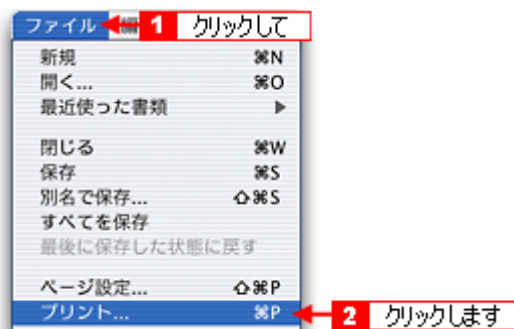 ファイル 1 クリックして
新規 ⌘N
開く... ⌘O
最近使った書類 ▶
閉じる ⌘W
保存 ⌘S
別名で保存... ⇧⌘S
すべてを保存
最後に保存した状態に戻す
ページ設定... ⇧⌘P
プリント... ⌘P 2 クリックします